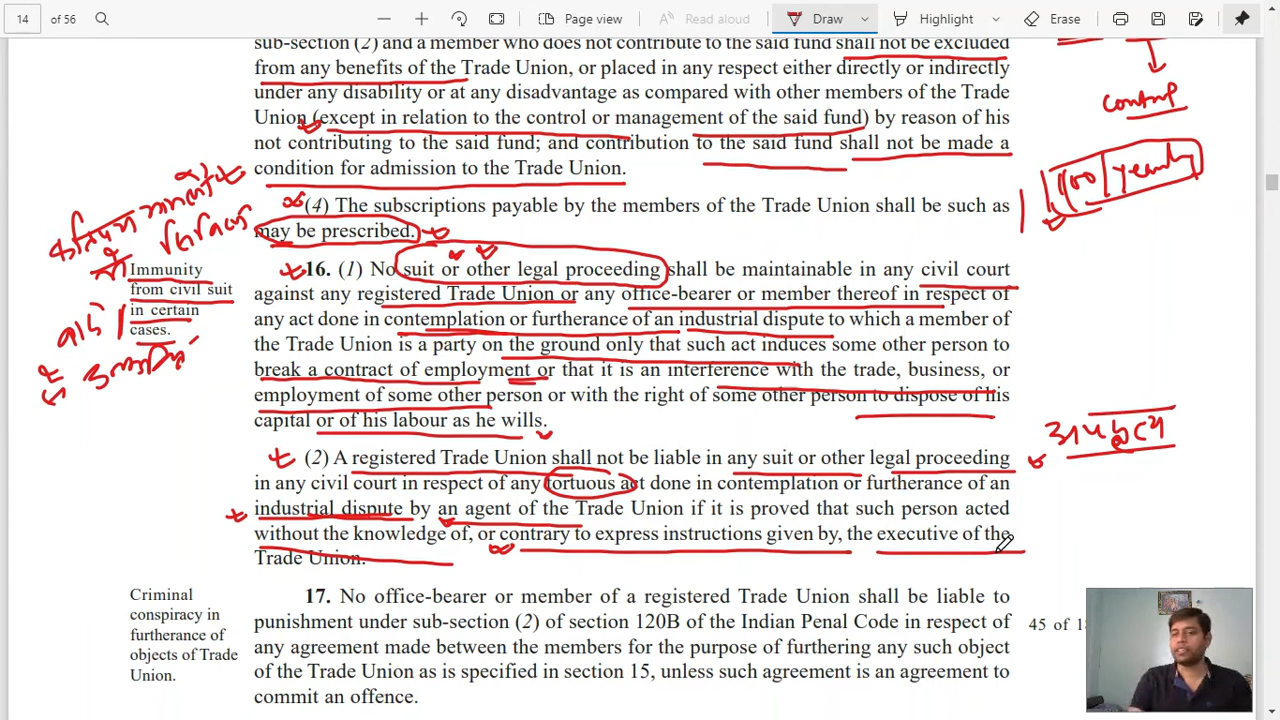 14 of 56
Page view
Read aloud
Draw
Highlight
Erase
sub-section (2) and a member who does not contribute to the said fund shall not be excluded
from any benefits of the Trade Union, or placed in any respect either directly or indirectly
under any disability or at any disadvantage as compared with other members of the Trade
Union (except in relation to the control or management of the said fund) by reason of his
not contributing to the said fund; and contribution to the said fund shall not be made a
condition for admission to the Trade Union.
control
100 yearly
(4) The subscriptions payable by the members of the Trade Union shall be such as
may be prescribed.
Immunity
from civil suit
in certain
cases.
16. (1) No suit or other legal proceeding shall be maintainable in any civil court
against any registered Trade Union or any office-bearer or member thereof in respect of
any act done in contemplation or furtherance of an industrial dispute to which a member of
the Trade Union is a party on the ground only that such act induces some other person to
break a contract of employment or that it is an interference with the trade, business, or
employment of some other person or with the right of some other person to dispose of his
capital or of his labour as he wills.
(2) A registered Trade Union shall not be liable in any suit or other legal proceeding
in any civil court in respect of any tortuous act done in contemplation or furtherance of an
industrial dispute by an agent of the Trade Union if it is proved that such person acted
without the knowledge of, or contrary to express instructions given by, the executive of the
Trade Union.
Criminal
conspiracy in
furtherance of
objects of Trade
Union.
17. No office-bearer or member of a registered Trade Union shall be liable to
punishment under sub-section (2) of section 120B of the Indian Penal Code in respect of
any agreement made between the members for the purpose of furthering any such object
of the Trade Union as is specified in section 15, unless such agreement is an agreement to
commit an offence.
45 of